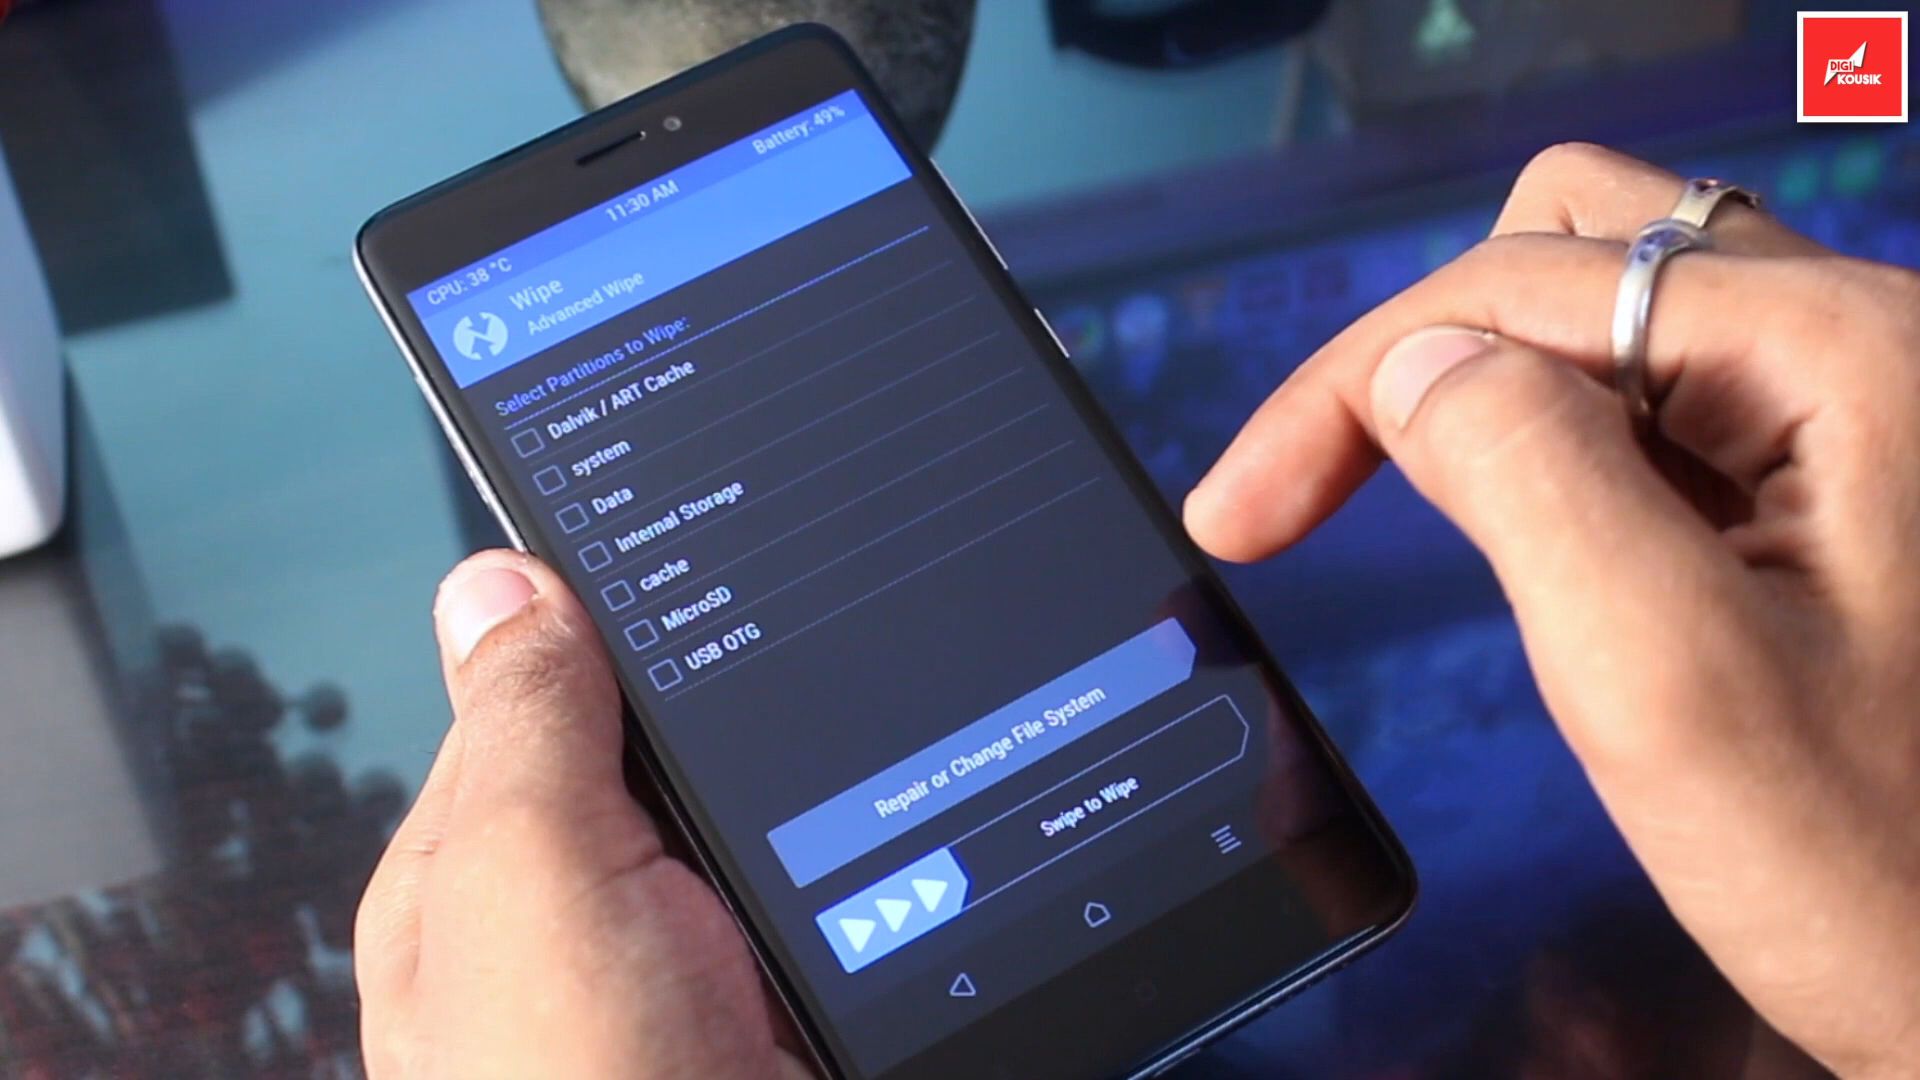 DIGI
KOUSIK
CPU: 38 °C
11:30 AM
Battery: 49%
Wipe
Advanced Wipe
Select Partitions to Wipe:
Dalvik / ART Cache
system
Data
Internal Storage
cache
MicroSD
USB OTG
Repair or Change File System
Swipe to Wipe